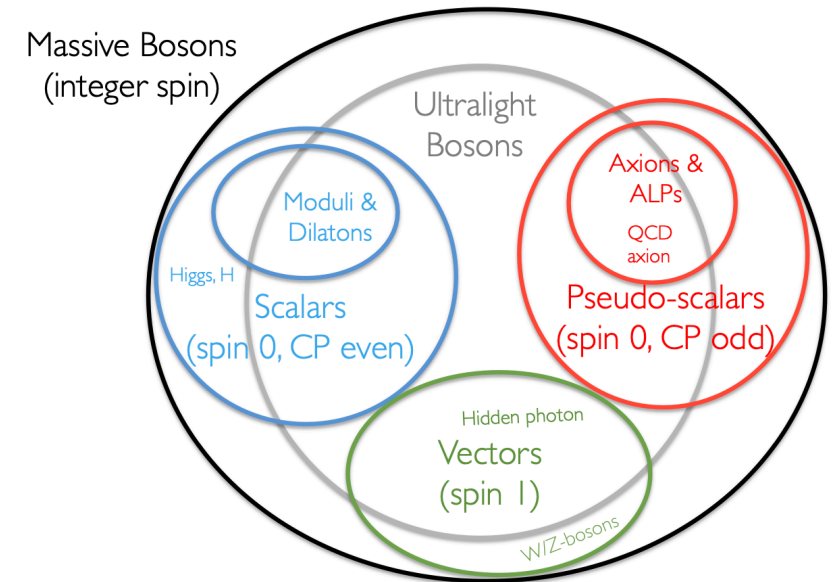 Massive Bosons
(integer spin)
Ultralight
Bosons
Moduli &
Dilatons
Higgs, H
Scalars
(spin 0, CP even)
Axions &
ALPs
QCD
axion
Pseudo-scalars
(spin 0, CP odd)
Hidden photon
Vectors
(spin 1)
W/Z-bosons